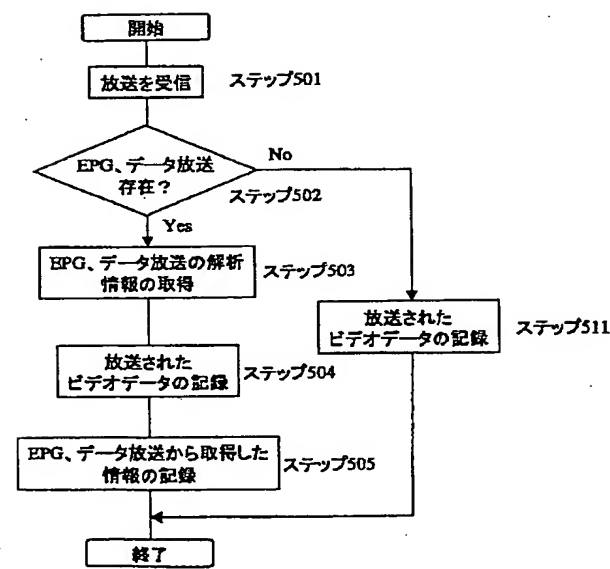 開始
放送を受信
ステップ501
EPG、データ放送
存在？
No
ステップ502
Yes
EPG、データ放送の解析
情報の取得
ステップ503
放送された
ビデオデータの記録
ステップ511
放送された
ビデオデータの記録
ステップ504
EPG、データ放送から取得した
情報の記録
ステップ505
終了